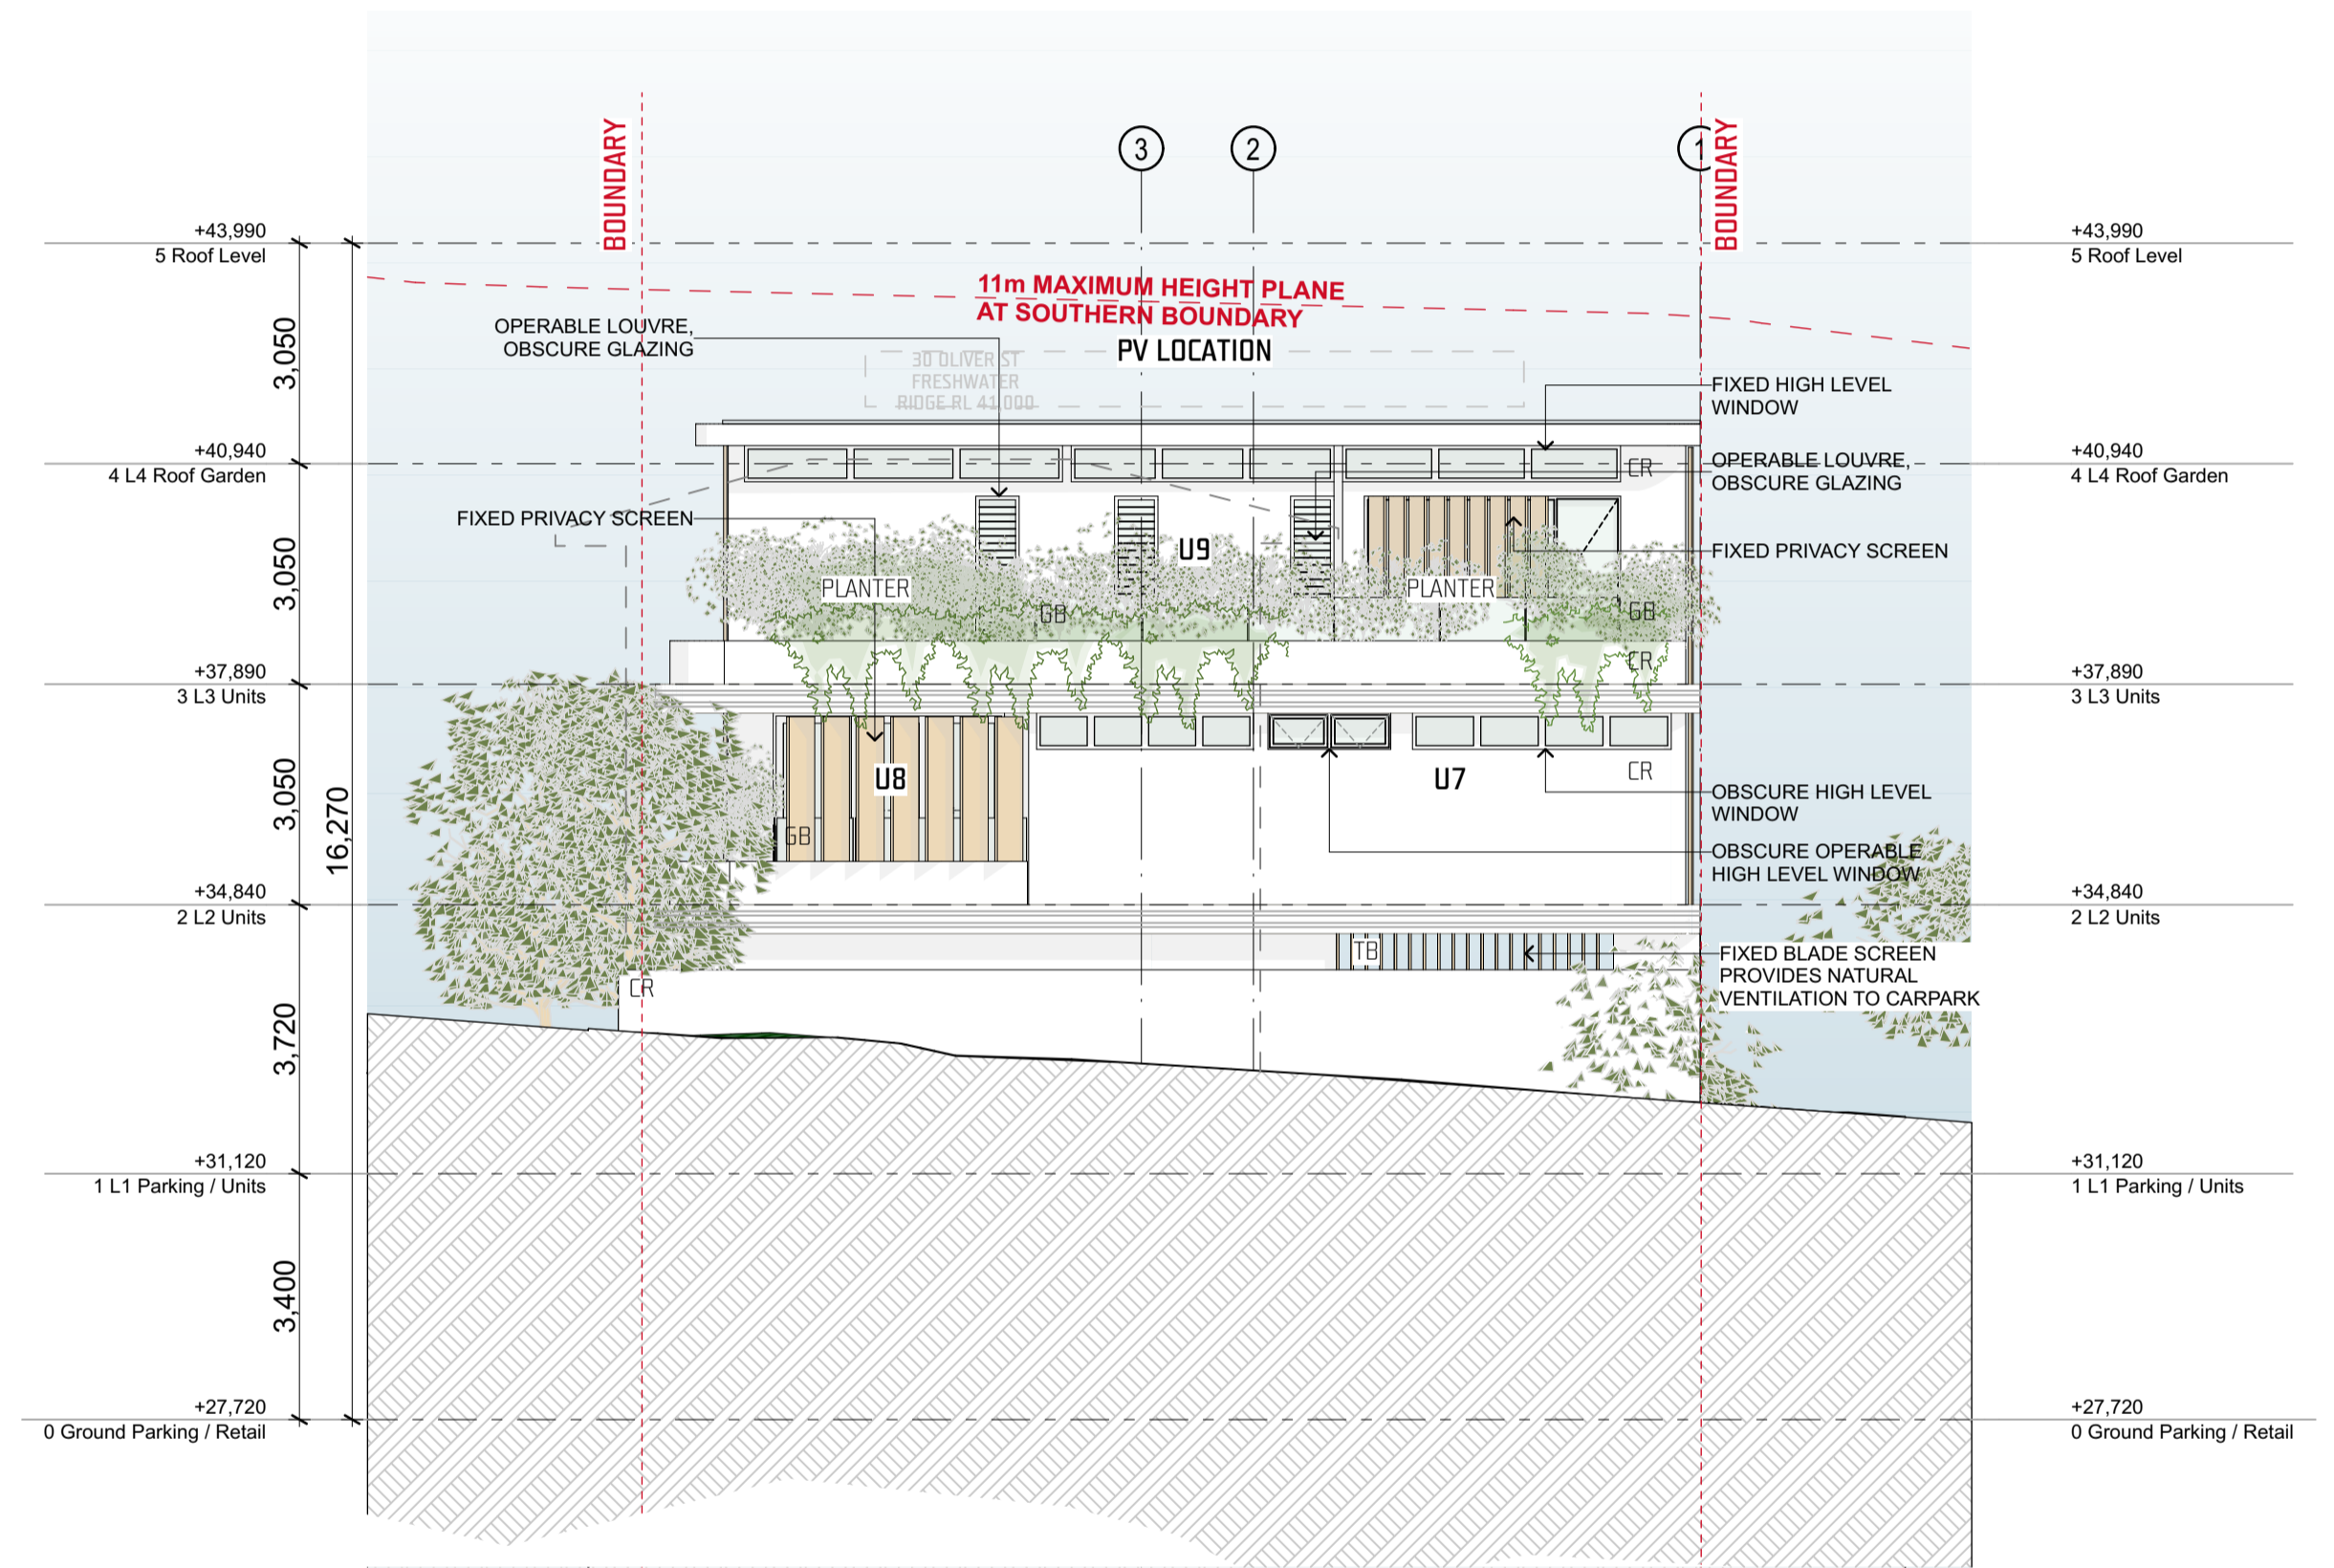 BOUNDARY
3
2
1
BOUNDARY
+43,990
5 Roof Level
+43,990
5 Roof Level
11m MAXIMUM HEIGHT PLANE
AT SOUTHERN BOUNDARY
OPERABLE LOUVRE,
OBSCURE GLAZING
PV LOCATION
30 OLIVER ST
FRESHWATER
RIDGE RL 41,000
3,050
FIXED HIGH LEVEL
WINDOW
+40,940
4 L4 Roof Garden
CR
OPERABLE LOUVRE,
OBSCURE GLAZING
+40,940
4 L4 Roof Garden
FIXED PRIVACY SCREEN
U9
FIXED PRIVACY SCREEN
3,050
PLANTER
PLANTER
GB
GB
CR
+37,890
3 L3 Units
+37,890
3 L3 Units
U8
U7
CR
3,050
16,270
OBSCURE HIGH LEVEL
WINDOW
GB
OBSCURE OPERABLE
HIGH LEVEL WINDOW
+34,840
2 L2 Units
+34,840
2 L2 Units
TB
FIXED BLADE SCREEN
PROVIDES NATURAL
VENTILATION TO CARPARK
CR
3,720
+31,120
1 L1 Parking / Units
+31,120
1 L1 Parking / Units
3,400
+27,720
0 Ground Parking / Retail
+27,720
0 Ground Parking / Retail